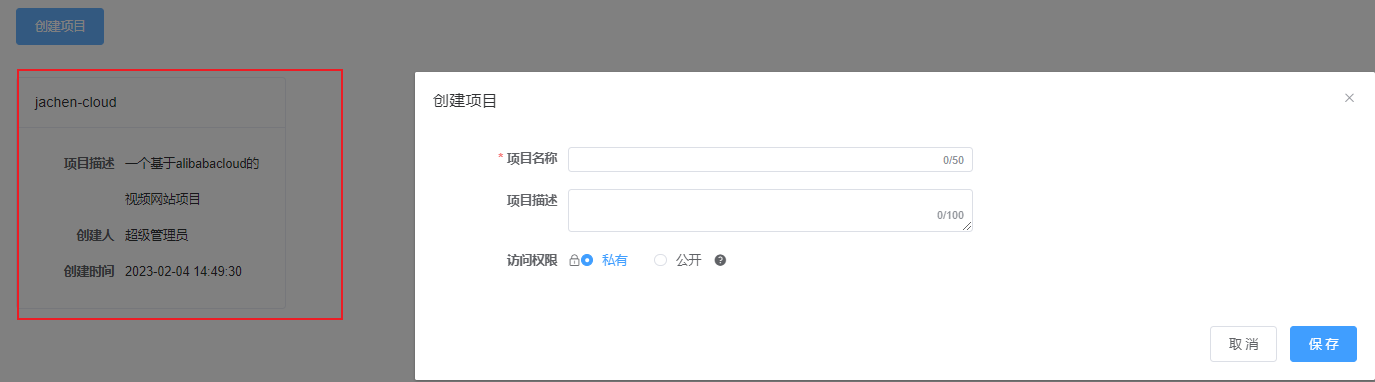 创建项目
jachen-cloud
项目描述 一个基于alibabacloud的
视频网站项目
创建人 超级管理员
创建时间 2023-02-04 14:49:30
创建项目
* 项目名称 0/50
项目描述 0/100
访问权限 私有 公开
取消 保存